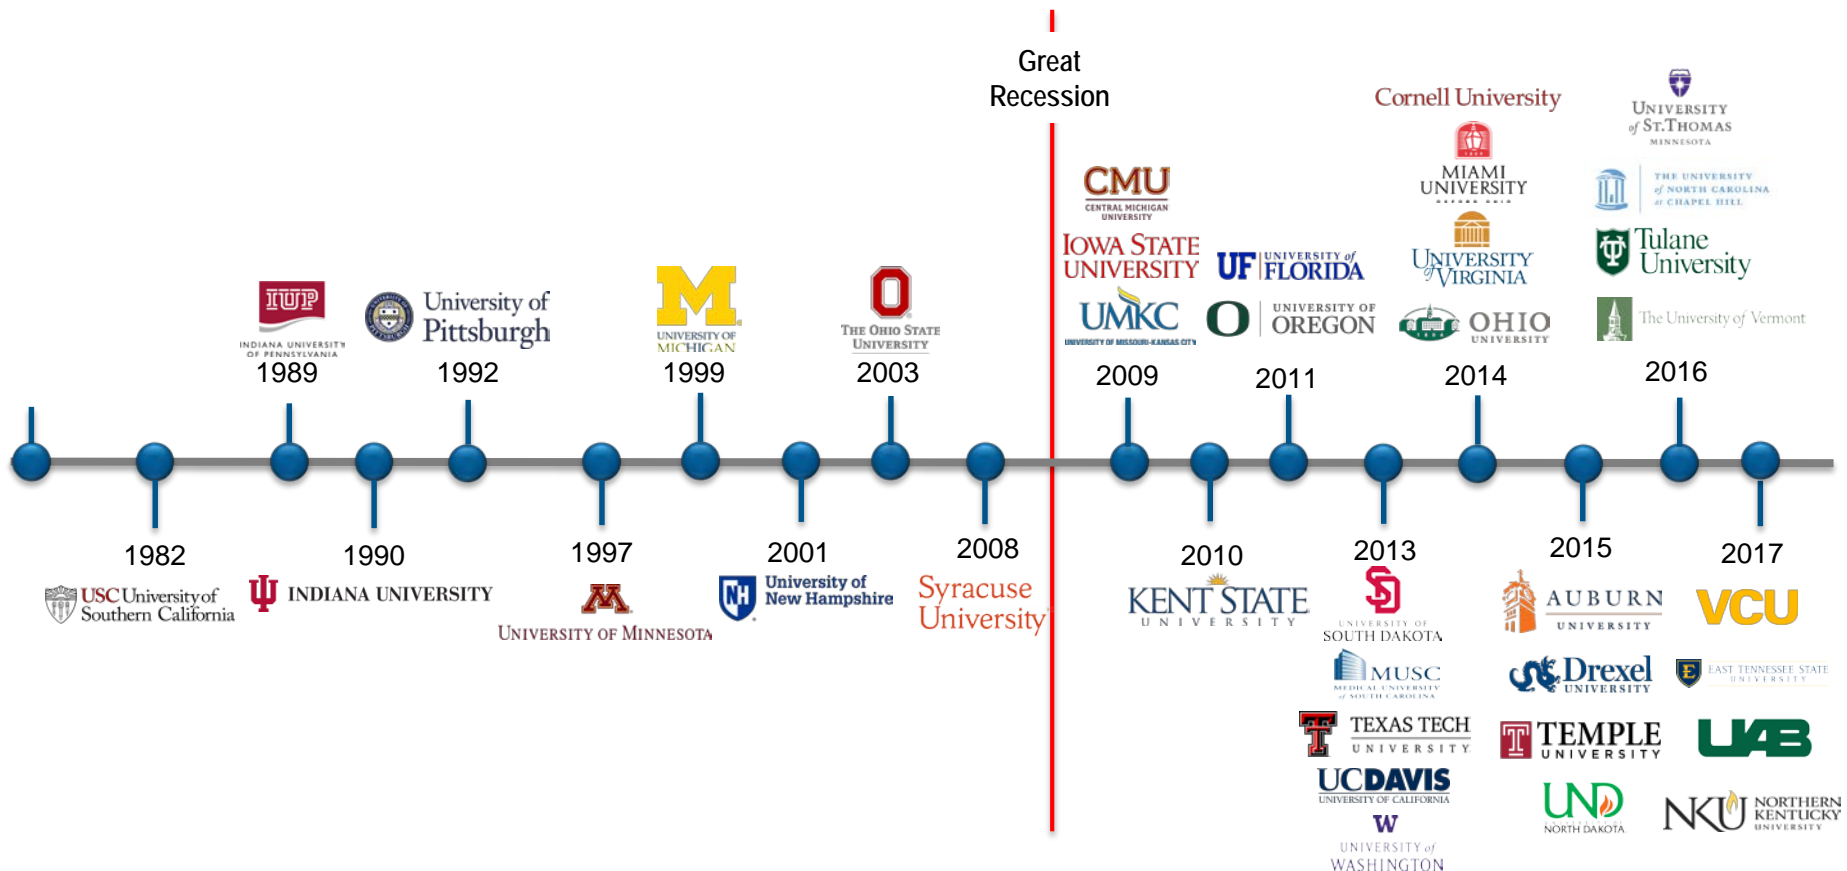 Great
Recession
IUP
INDIANA UNIVERSITY
OF PENNSYLVANIA
1989
University of
Pittsburgh
1992
M
UNIVERSITY OF
MICHIGAN
1999
O
THE OHIO STATE
UNIVERSITY
2003
CMU
CENTRAL MICHIGAN
UNIVERSITY
IOWA STATE
UNIVERSITY
UMKC
UNIVERSITY OF MISSOURI-KANSAS CITY
2009
UF UNIVERSITY of
FLORIDA
O UNIVERSITY OF
OREGON
2011
Cornell University
MIAMI
UNIVERSITY
OXFORD OHIO
UNIVERSITY
of VIRGINIA
OHIO
UNIVERSITY
2014
UNIVERSITY
of ST. THOMAS
MINNESOTA
THE UNIVERSITY
of NORTH CAROLINA
at CHAPEL HILL
Tulane
University
The University of Vermont
2016
1982
USC University of
Southern California
1990
INDIANA UNIVERSITY
1997
M
UNIVERSITY OF MINNESOTA
2001
NH University of
New Hampshire
2008
Syracuse
University
2010
KENT STATE
UNIVERSITY
2013
SD
UNIVERSITY OF
SOUTH DAKOTA
MUSC
MEDICAL UNIVERSITY
of SOUTH CAROLINA
TEXAS TECH
UNIVERSITY
UCDAVIS
UNIVERSITY OF CALIFORNIA
W
UNIVERSITY of
WASHINGTON
2015
AUBURN
UNIVERSITY
Drexel
UNIVERSITY
T TEMPLE
UNIVERSITY
UND
NORTH DAKOTA
2017
VCU
E EAST TENNESSEE STATE
UNIVERSITY
UAB
NKU NORTHERN
KENTUCKY
UNIVERSITY